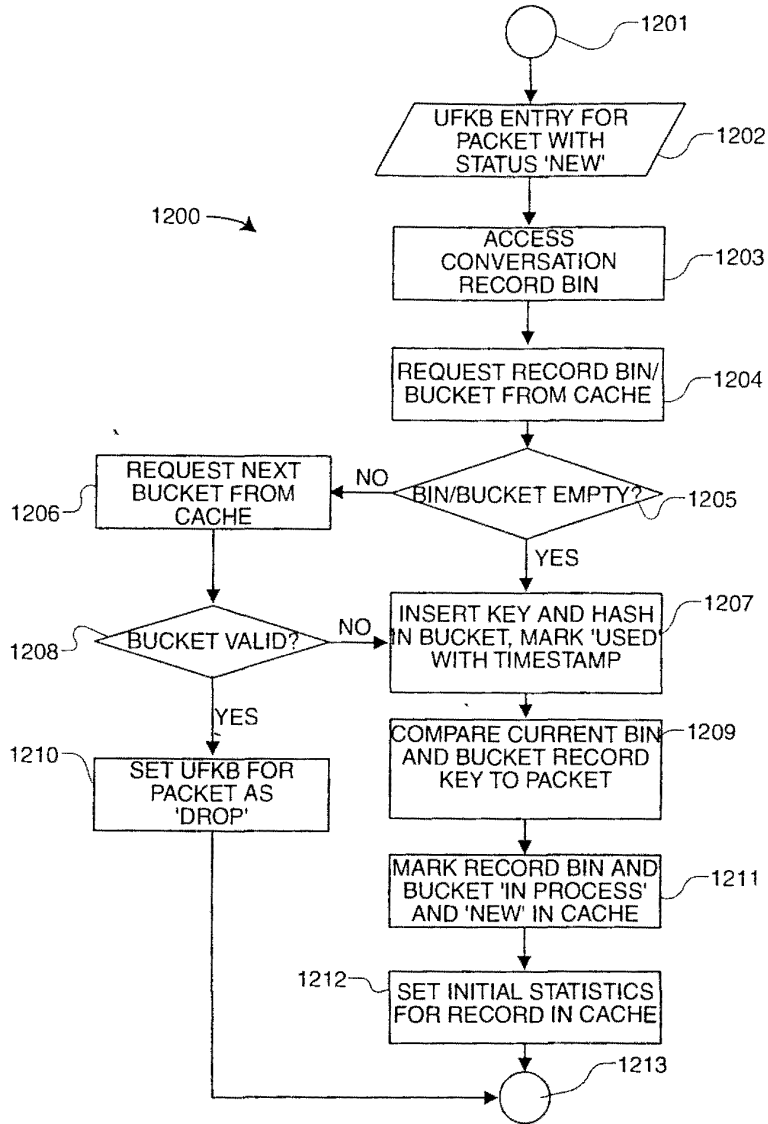 1201
UFKB ENTRY FOR
PACKET WITH
STATUS 'NEW'
1202
1200
ACCESS
CONVERSATION
RECORD BIN
1203
REQUEST RECORD BIN/
BUCKET FROM CACHE
1204
BIN/BUCKET EMPTY?
1205
NO
YES
REQUEST NEXT
BUCKET FROM
CACHE
1206
BUCKET VALID?
1208
NO
YES
INSERT KEY AND HASH
IN BUCKET, MARK 'USED'
WITH TIMESTAMP
1207
COMPARE CURRENT BIN
AND BUCKET RECORD
KEY TO PACKET
1209
1210
SET UFKB FOR
PACKET AS
'DROP'
MARK RECORD BIN AND
BUCKET 'IN PROCESS'
AND 'NEW' IN CACHE
1211
1212
SET INITIAL STATISTICS
FOR RECORD IN CACHE
1213